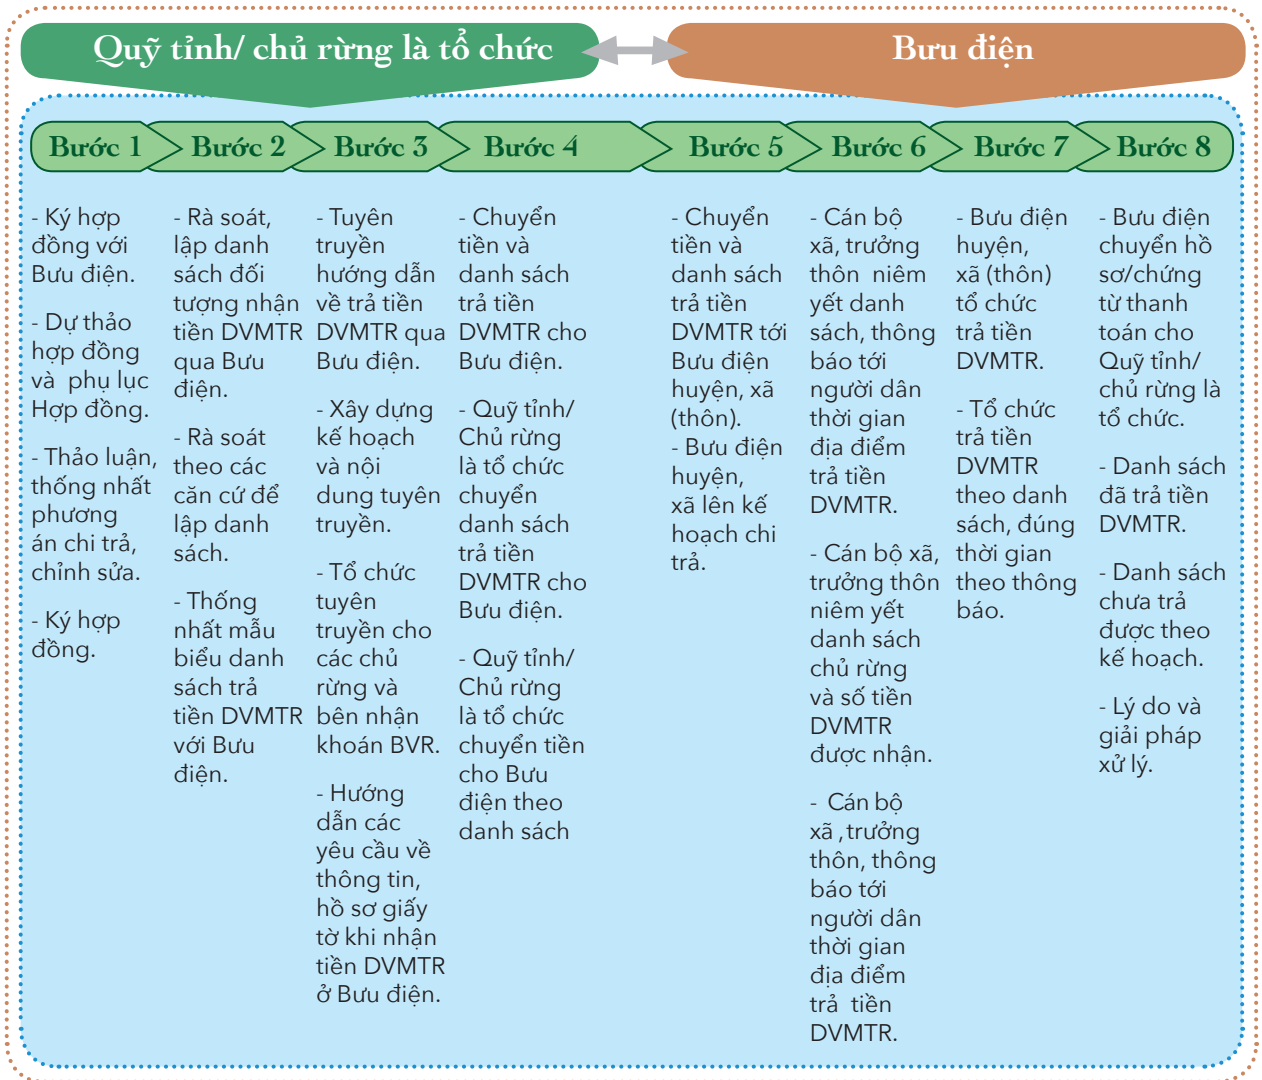 Quỹ tỉnh/ chủ rừng là tổ chức
Bưu điện
Bước 1
Bước 2
Bước 3
Bước 4
Bước 5
Bước 6
Bước 7
Bước 8
- Ký hợp
đồng với
Bưu điện.
- Dự thảo
hợp đồng
và phụ lục
Hợp đồng.
- Thảo luận,
thống nhất
phương
án chi trả,
chỉnh sửa.
- Ký hợp
đồng.
- Rà soát,
lập danh
sách đối
tượng nhận
tiền DVMTR
qua Bưu
điện.
- Rà soát
theo các
căn cứ để
lập danh
sách.
- Thống
nhất mẫu
biểu danh
sách trả
tiền DVMTR
với Bưu
điện.
- Tuyên
truyền
hướng dẫn
về trả tiền
DVMTR qua
Bưu điện.
- Xây dựng
kế hoạch
và nội
dung tuyên
truyền.
- Tổ chức
tuyên
truyền cho
các chủ
rừng và
bên nhận
khoán BVR.
- Hướng
dẫn các
yêu cầu về
thông tin,
hồ sơ giấy
tờ khi nhận
tiền DVMTR
ở Bưu điện.
- Chuyển
tiền và
danh sách
trả tiền
DVMTR cho
Bưu điện.
- Quỹ tỉnh/
Chủ rừng
là tổ chức
chuyển
danh sách
trả tiền
DVMTR cho
Bưu điện.
- Quỹ tỉnh/
Chủ rừng
là tổ chức
chuyển tiền
cho Bưu
điện theo
danh sách
- Chuyển
tiền và
danh sách
trả tiền
DVMTR tới
Bưu điện
huyện, xã
(thôn).
- Bưu điện
huyện,
xã lên kế
hoạch chi
trả.
- Cán bộ
xã, trưởng
thôn niêm
yết danh
sách, thông
báo tới
người dân
thời gian
địa điểm
trả tiền
DVMTR.
- Cán bộ xã,
trưởng thôn
niêm yết
danh sách
chủ rừng
và số tiền
DVMTR
được nhận.
- Cán bộ
xã ,trưởng
thôn, thông
báo tới
người dân
thời gian
địa điểm
trả tiền
DVMTR.
- Bưu điện
huyện,
xã (thôn)
tổ chức
trả tiền
DVMTR.
- Tổ chức
trả tiền
DVMTR
theo danh
sách, đúng
thời gian
theo thông
báo.
- Bưu điện
chuyển hồ
sơ/chứng
từ thanh
toán cho
Quỹ tỉnh/
chủ rừng là
tổ chức.
- Danh sách
đã trả tiền
DVMTR.
- Danh sách
chưa trả
được theo
kế hoạch.
- Lý do và
giải pháp
xử lý.